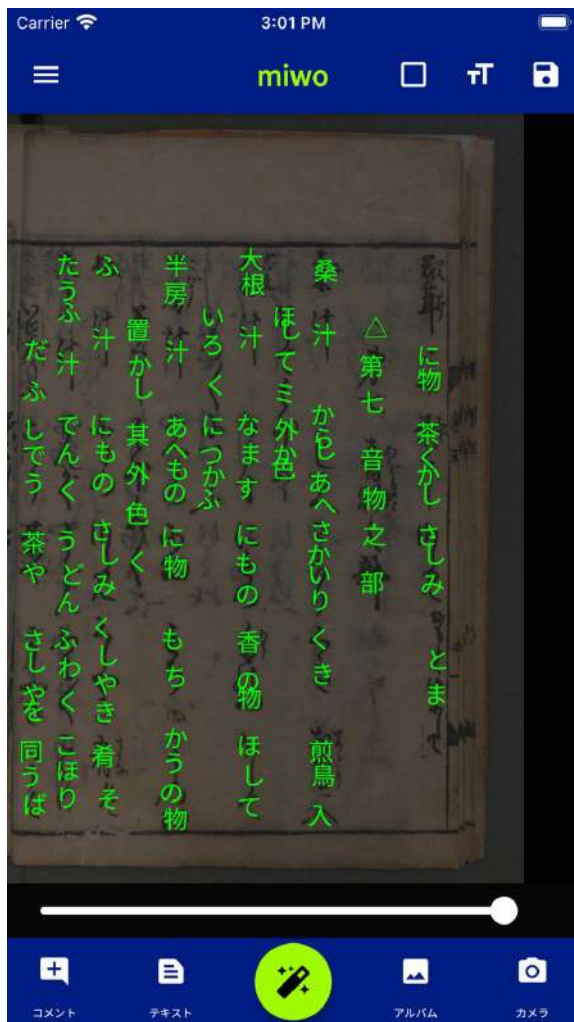 Carrier 3:01 PM
miwo
TT
に物 茶くかし さしみ とま
△第七 音物之部
桑 汁 からしあへ さかいり くき 煎鳥 入
ほしてミ外か色
大根 汁 なます にもの 香の物 ほして
いろく につかふ
半房 汁 あへもの に物 もち かうの物
置かし 其外色く
ふ 汁 にもの さしみ くしやき 肴 そ
たうふ 汁 でんく うどん ふわく こほり
だふ しでう 茶や さし やを 同うば
コメント テキスト アルバム カメラ